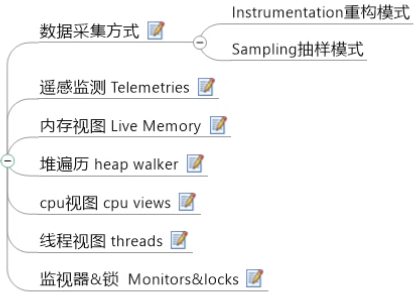 Instrumentation重构模式
数据采集方式
Sampling抽样模式
遥感监测 Telemetries
内存视图 Live Memory
堆遍历 heap walker
cpu视图 cpu views
线程视图 threads
监视器&锁  Monitors&locks